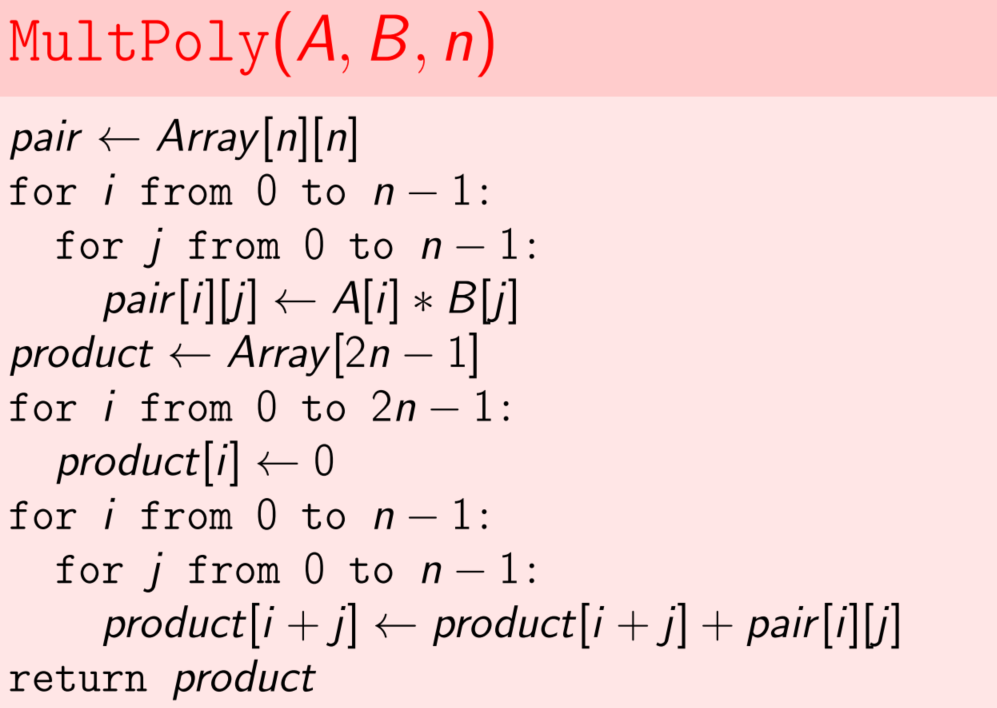 MultPoly(A, B, n)
pair ← Array[n][n]
for i from 0 to n − 1:
for j from 0 to n − 1:
pair[i][j] ← A[i] ∗ B[j]
product ← Array[2n − 1]
for i from 0 to 2n − 1:
product[i] ← 0
for i from 0 to n − 1:
for j from 0 to n − 1:
product[i + j] ← product[i + j] + pair[i][j]
return product